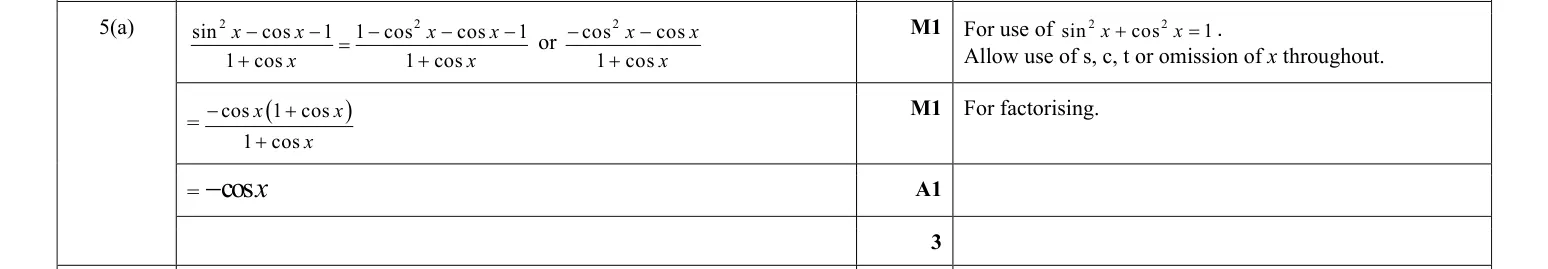 5(a)
sin² x − cos x − 1 / 1 + cos x = 1 − cos² x − cos x − 1 / 1 + cos x or −cos² x − cos x / 1 + cos x
M1
For use of sin² x + cos² x = 1 .
Allow use of s, c, t or omission of x throughout.
= −cos x(1 + cos x) / 1 + cos x
M1
For factorising.
= −cos x
A1
3